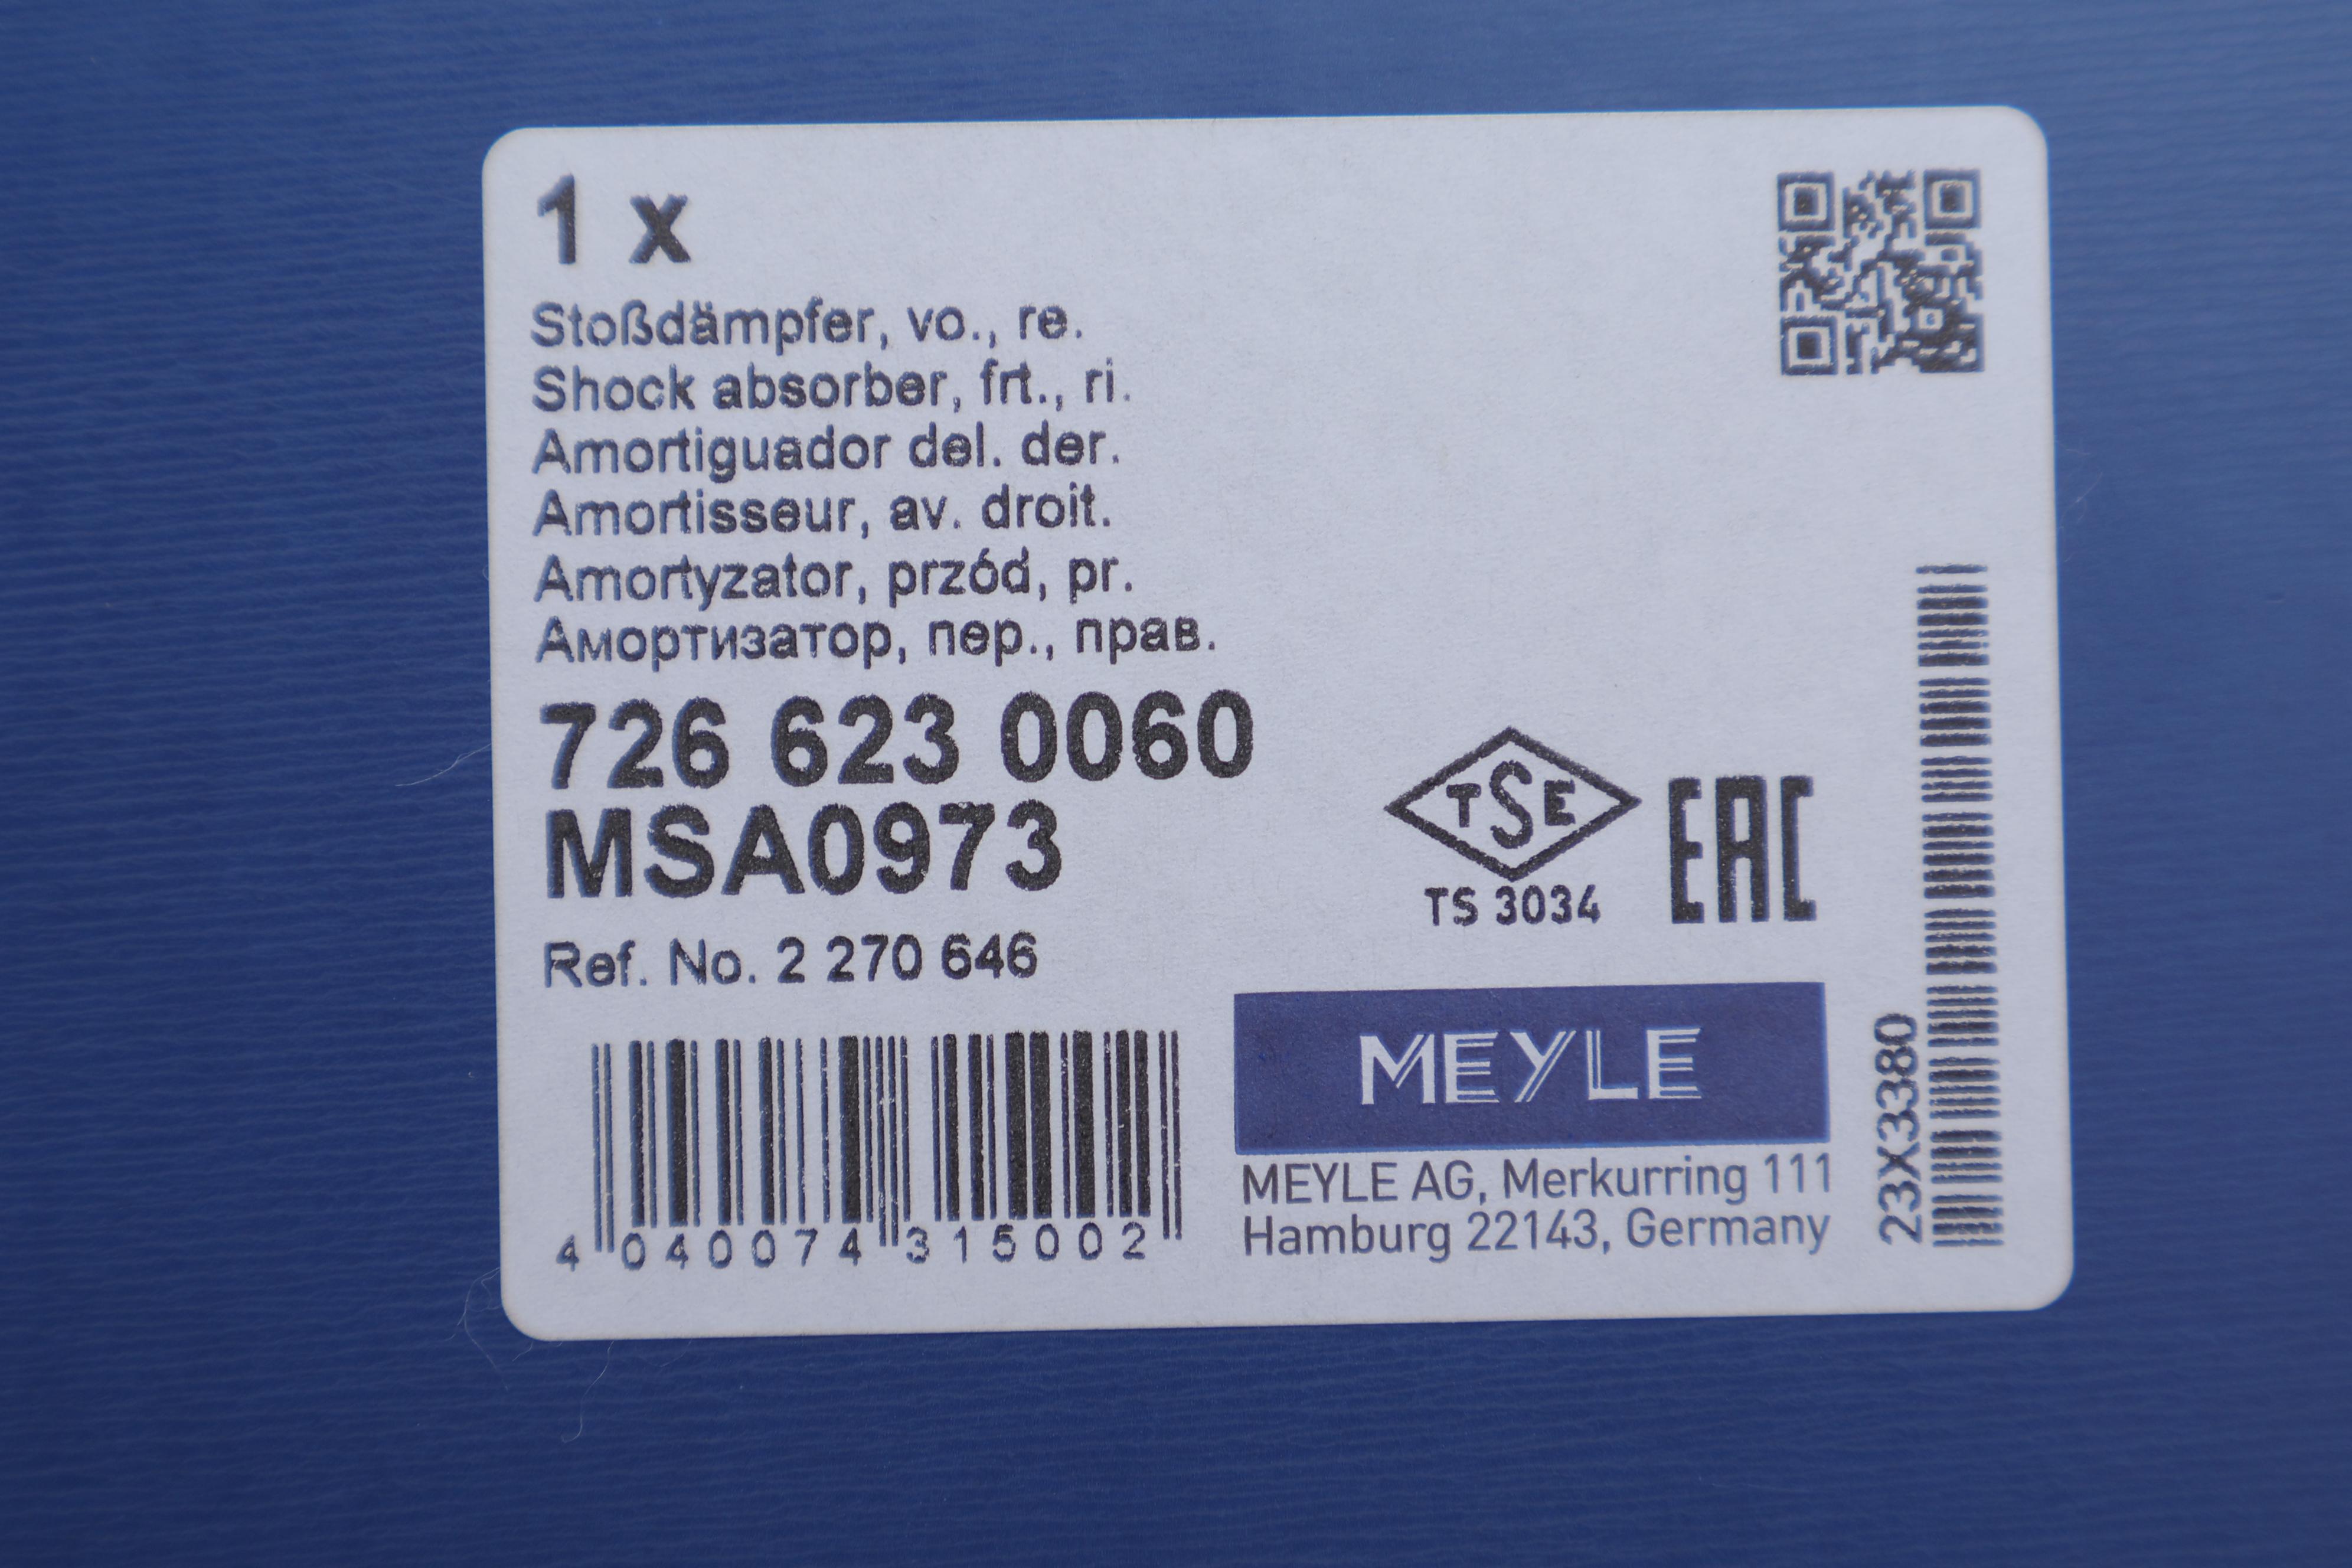 1 x
Stoßdämpfer, vo., re.
Shock absorber, frt., ri.
Amortiguador del. der.
Amortisseur, av. droit.
Amortyzator, przód, pr.
Амортизатор, пер., прав.
726 623 0060
MSA0973
Ref. No. 2 270 646
4 040074 315002
TSE
TS 3034
EAC
MEYLE
MEYLE AG, Merkurring 111
Hamburg 22143, Germany
23X3380